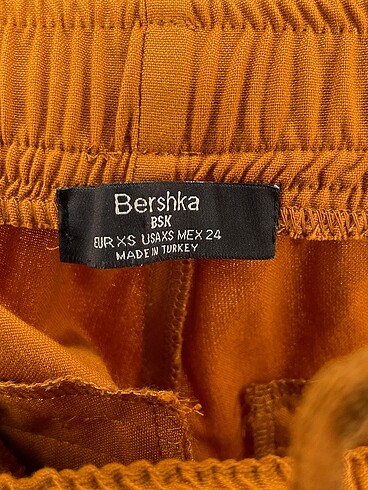 Bershka
BSK
EUR XS USA XS MEX 24
MADE IN TURKEY